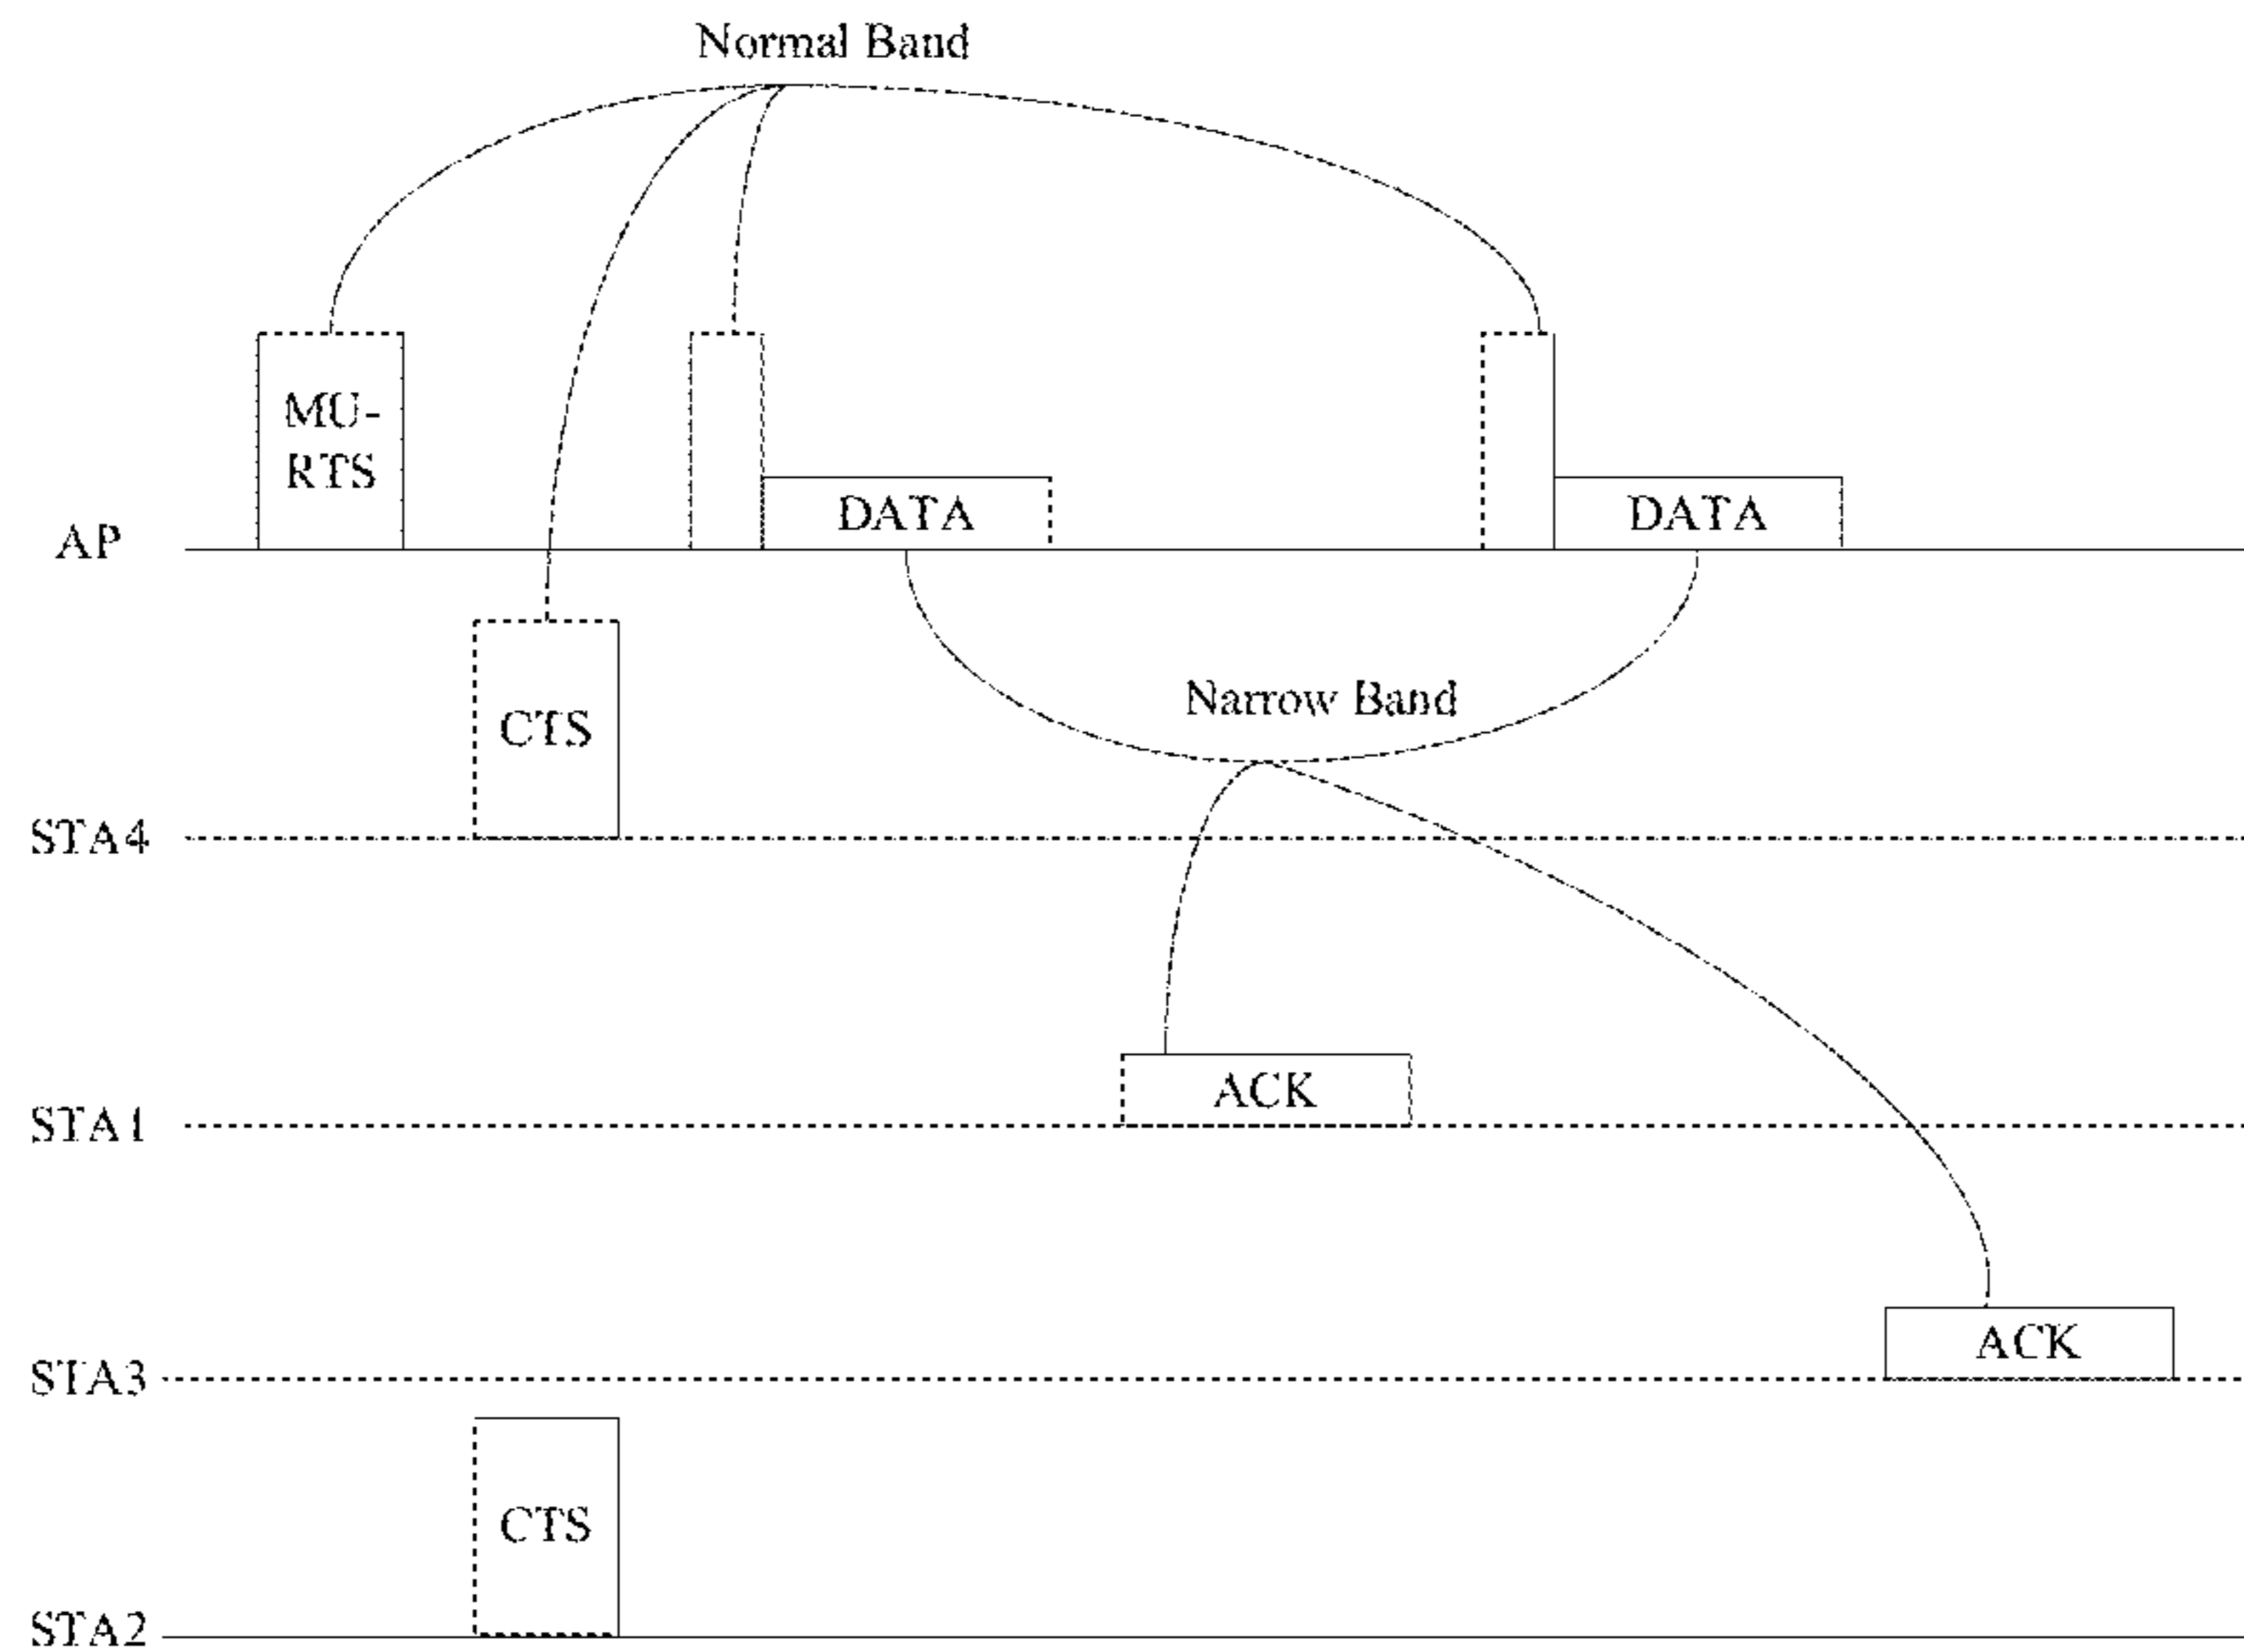 Normal Band
MU-
RTS
DATA
DATA
AP
CTS
Narrow Band
STA4
ACK
STA1
ACK
STA3
CTS
STA2